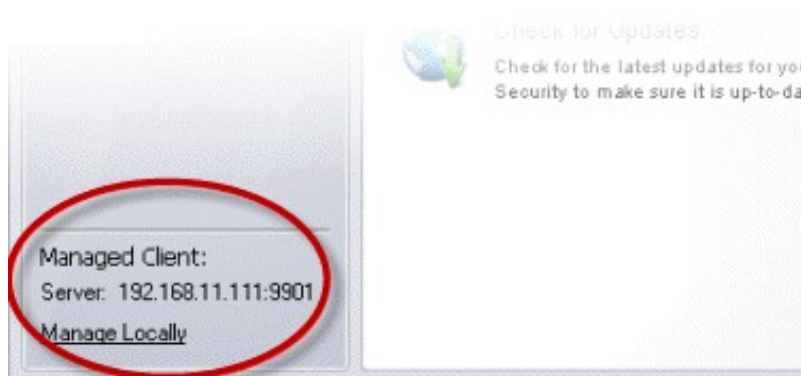 Check for Updates
Check for the latest updates for you
Security to make sure it is up-to-da
Managed Client:
Server: 192.168.11.111:9901
Manage Locally